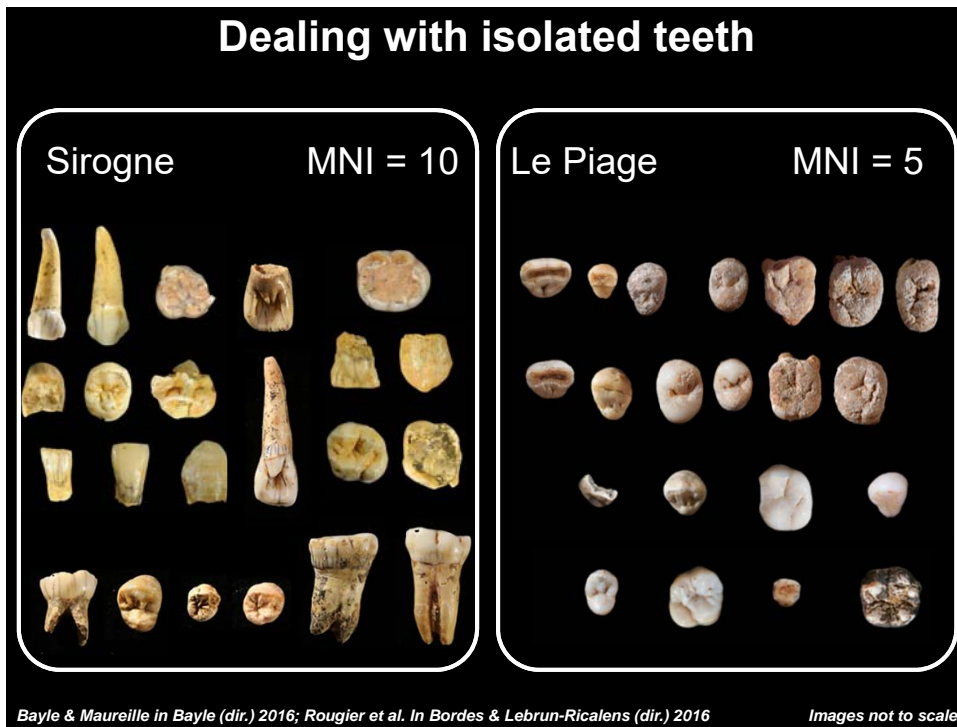 Dealing with isolated teeth
Sirogne MNI = 10
Le Piage MNI = 5
Bayle & Maureille in Bayle (dir.) 2016; Rougier et al. In Bordes & Lebrun-Ricalens (dir.) 2016
Images not to scale